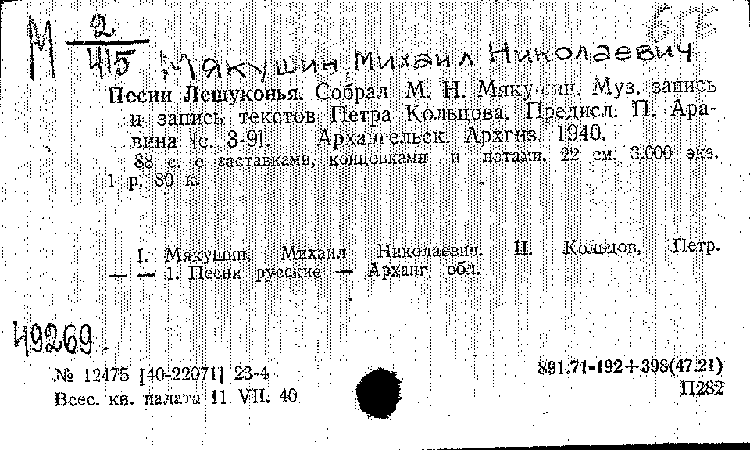 М 2/415 Мякушин Михаил Николаевич
Песни Лешуконья. Собрал М. Н. Мякушин. Муз. запись
и запись текстов Петра Кольцова. Предисл. П. Ара-
вина [с. 3-9]. Архангельск. Архгиз. 1940.
88 с. с заставками, концовками и нотами. 22 см. 3.000 экз.
1 р. 80 к.
I. Мякушин, Михаил Николаевич. II. Кольцов, Петр.
— — 1. Песни русские — Арханг. обл.
49269
№ 12475 [40-22071] 23-4
891.71-192+398(47.21)
Всес. кн. палата 11 VII. 40
П282